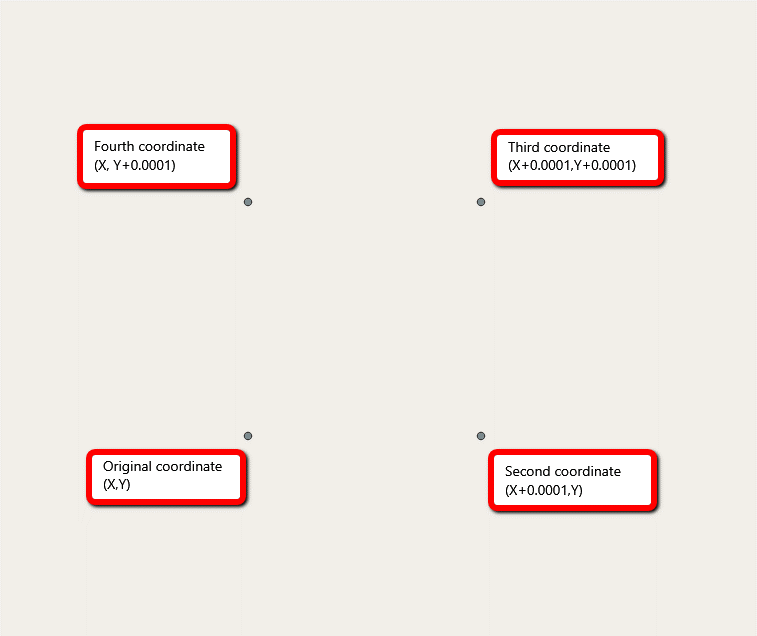 Fourth coordinate
(X, Y+0.0001)
Third coordinate
(X+0.0001,Y+0.0001)
Original coordinate
(X,Y)
Second coordinate
(X+0.0001,Y)